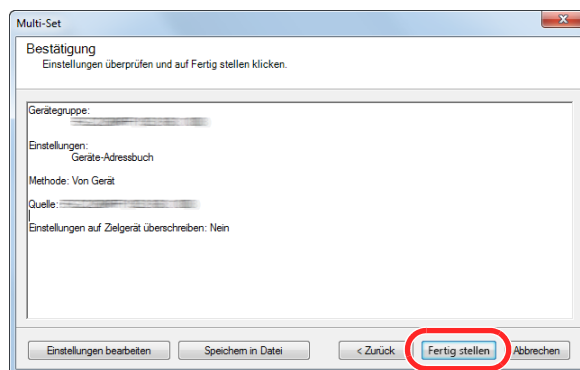 Multi-Set
Bestätigung
Einstellungen überprüfen und auf Fertig stellen klicken.
Gerätegruppe:
Einstellungen:
Geräte-Adressbuch
Methode: Von Gerät
Quelle:
Einstellungen auf Zielgerät überschreiben: Nein
Einstellungen bearbeiten
Speichern in Datei
< Zurück
Fertig stellen
Abbrechen